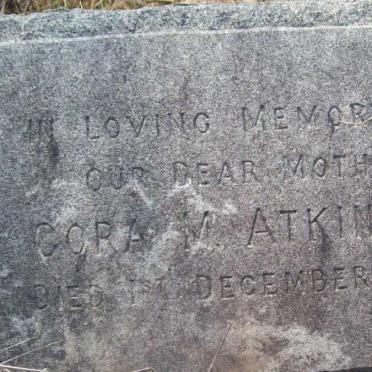 IN LOVING MEMOR
OUR DEAR MOTH
CORA M. ATKIN
DIED 1ST DECEMBER